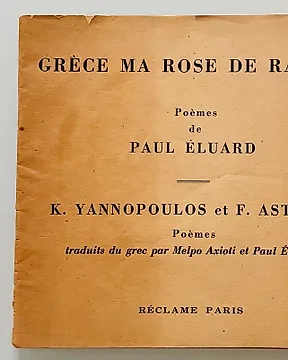 GRÈCE MA ROSE DE RA
Poèmes
de
PAUL ÉLUARD
K. YANNOPOULOS et F. AST
Poèmes
traduits du grec par Melpo Axioti et Paul É
RÉCLAME PARIS